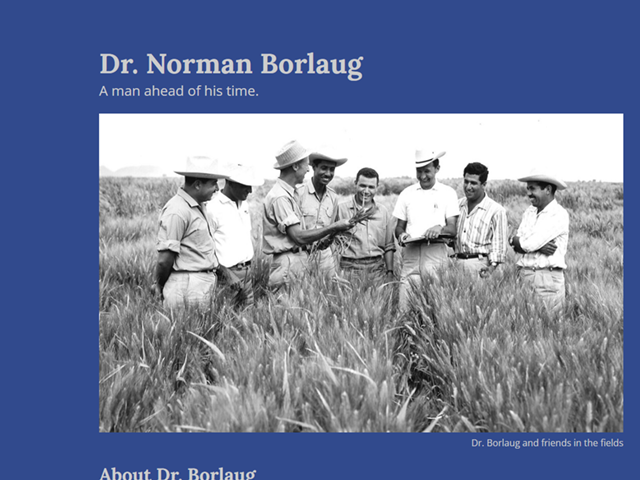 Dr. Norman Borlaug
A man ahead of his time.
Dr. Borlaug and friends in the fields
About Dr. Borlaug